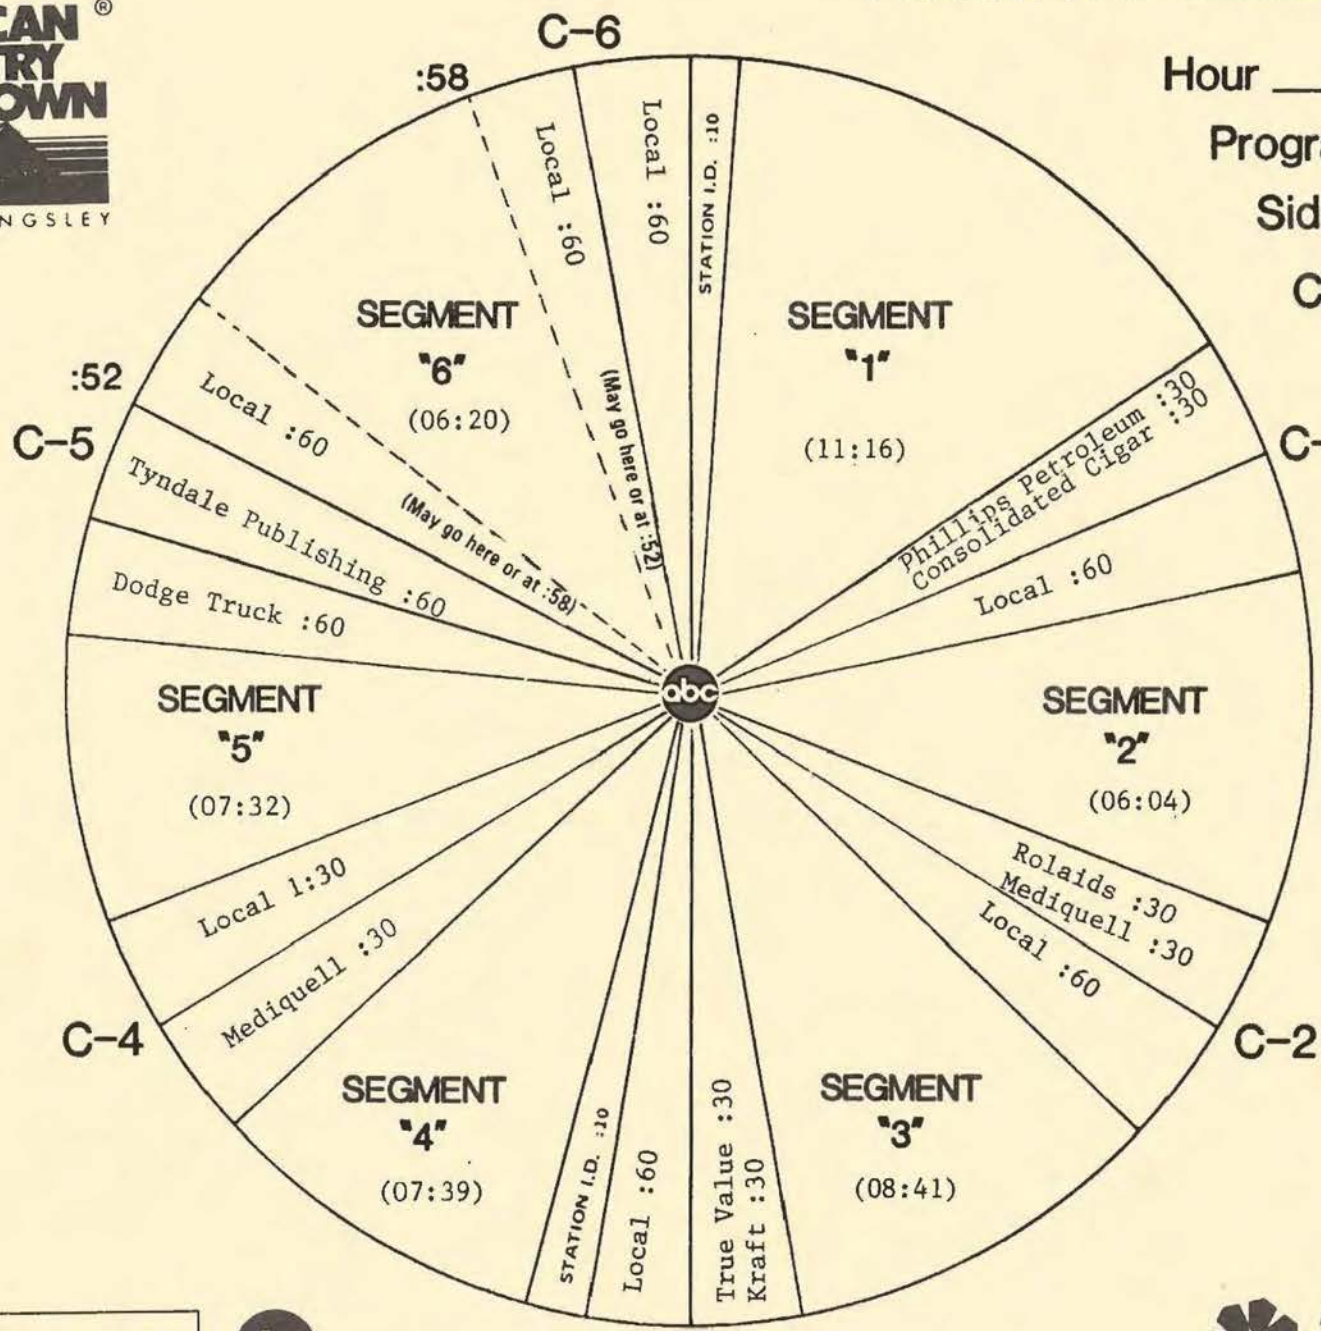 CAN ®
TRY
OWN
NGSLEY
C-6
:58
Hour
Progra
Sid
C
Local :60
Local :60
STATION I.D. :10
(May go here or at :52)
SEGMENT
"1"
(11:16)
Phillips Petroleum :30
Consolidated Cigar :30
C-
Local :60
SEGMENT
"2"
(06:04)
Rolaids :30
Mediquell :30
Local :60
C-2
SEGMENT
"3"
(08:41)
True Value :30
Kraft :30
Local :60
STATION I.D. :10
SEGMENT
"4"
(07:39)
Mediquell :30
C-4
Local 1:30
SEGMENT
"5"
(07:32)
Dodge Truck :60
Tyndale Publishing :60
C-5
:52
Local :60
(May go here or at :58)
SEGMENT
"6"
(06:20)
abc